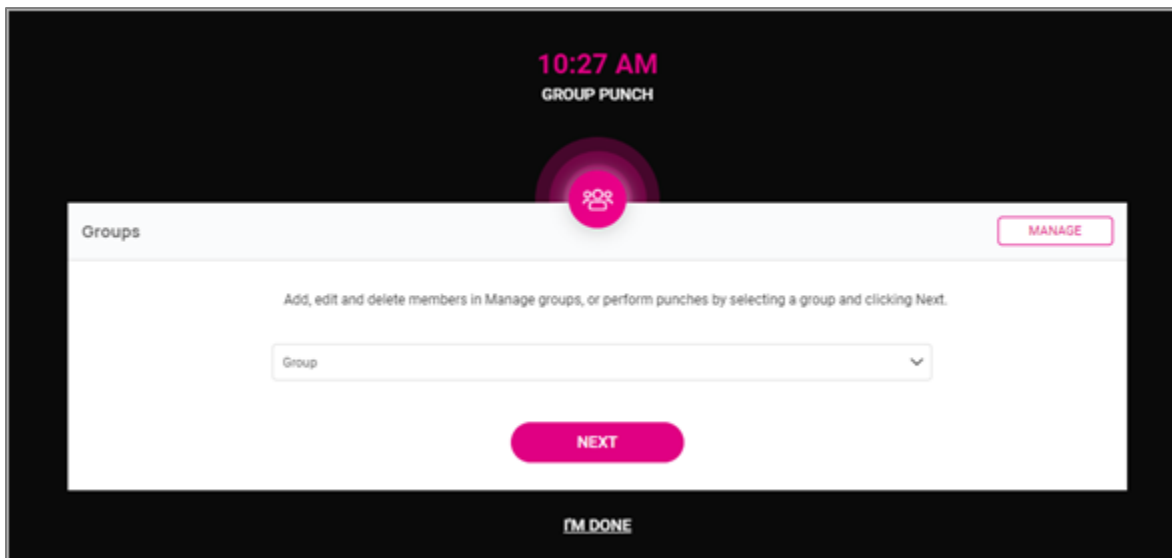 10:27 AM
GROUP PUNCH
Groups
MANAGE
Add, edit and delete members in Manage groups, or perform punches by selecting a group and clicking Next.
Group
NEXT
I'M DONE